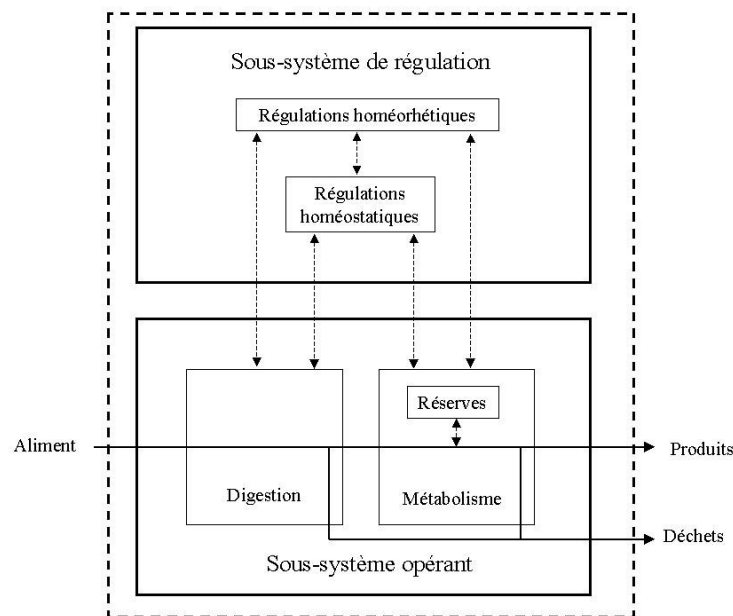 Sous-système de régulation
Régulations homéorhétiques
Régulations
homéostatiques
Réserves
Aliment
Produits
Digestion
Métabolisme
Déchets
Sous-système opérant